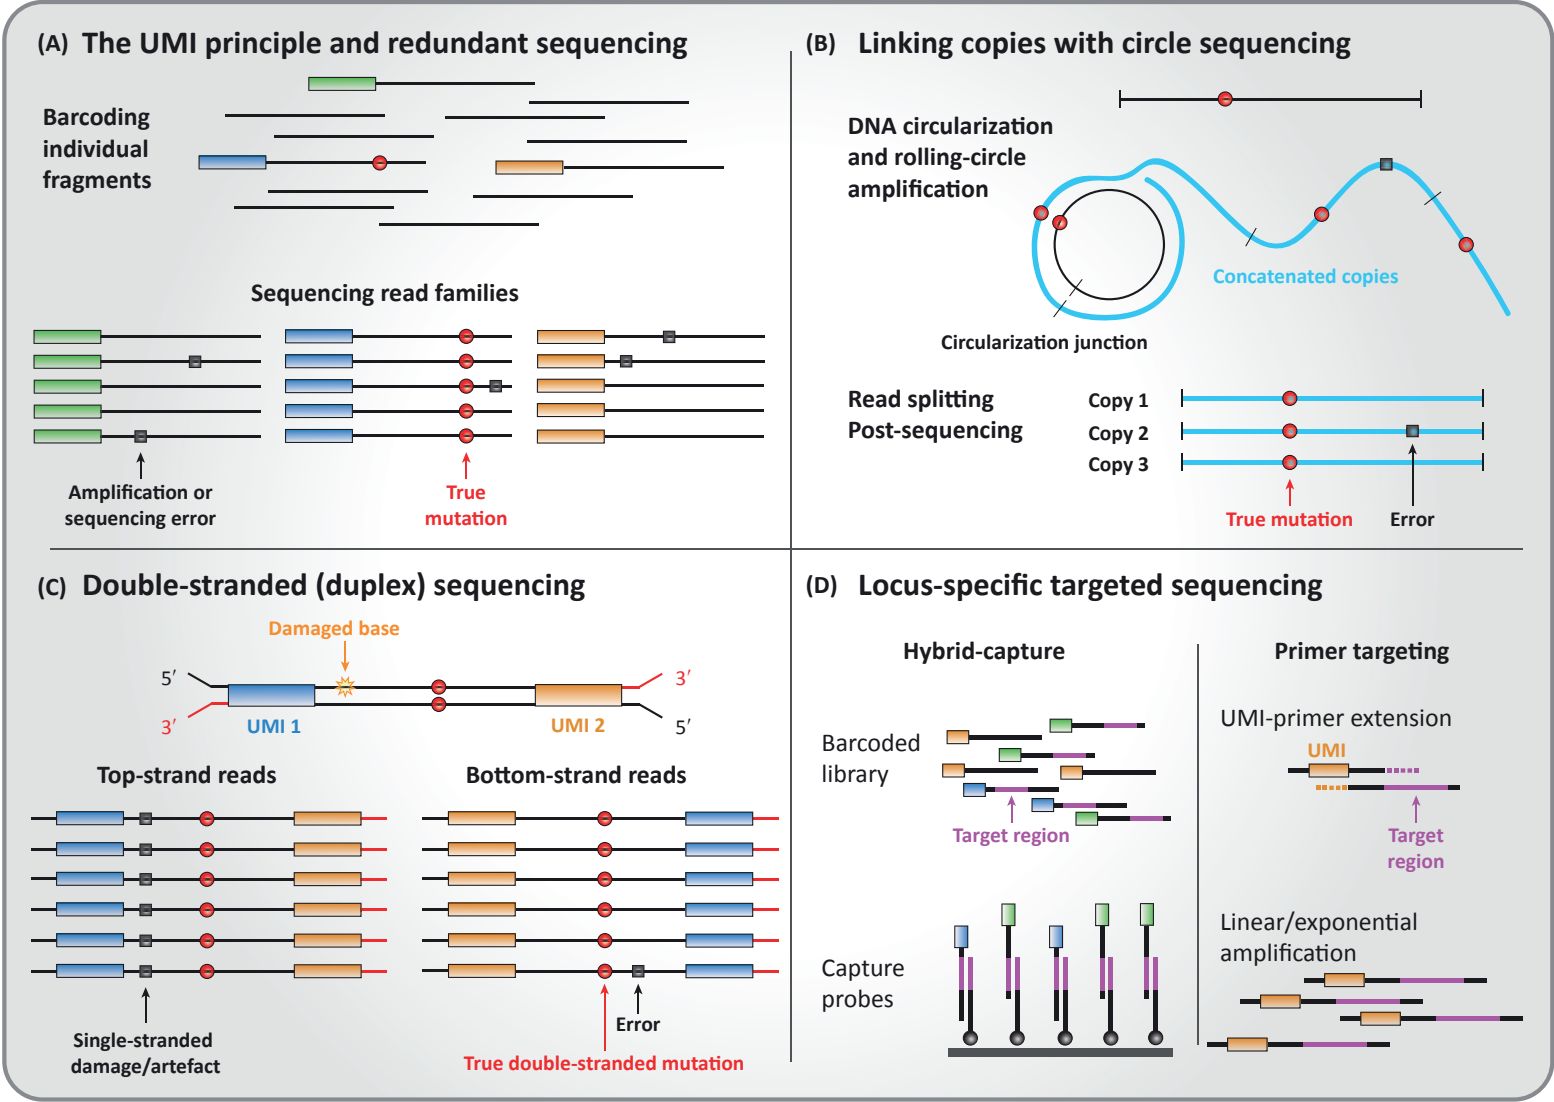 (A) The UMI principle and redundant sequencing
Barcoding
individual
fragments
Sequencing read families
Amplification or
sequencing error
True
mutation
(B) Linking copies with circle sequencing
DNA circularization
and rolling-circle
amplification
Concatenated copies
Circularization junction
Read splitting
Post-sequencing
Copy 1
Copy 2
Copy 3
True mutation
Error
(C) Double-stranded (duplex) sequencing
Damaged base
5′
3′
3′
5′
UMI 1
UMI 2
Top-strand reads
Bottom-strand reads
Single-stranded
damage/artefact
Error
True double-stranded mutation
(D) Locus-specific targeted sequencing
Hybrid-capture
Barcoded
library
Target region
Capture
probes
Primer targeting
UMI-primer extension
UMI
Target
region
Linear/exponential
amplification